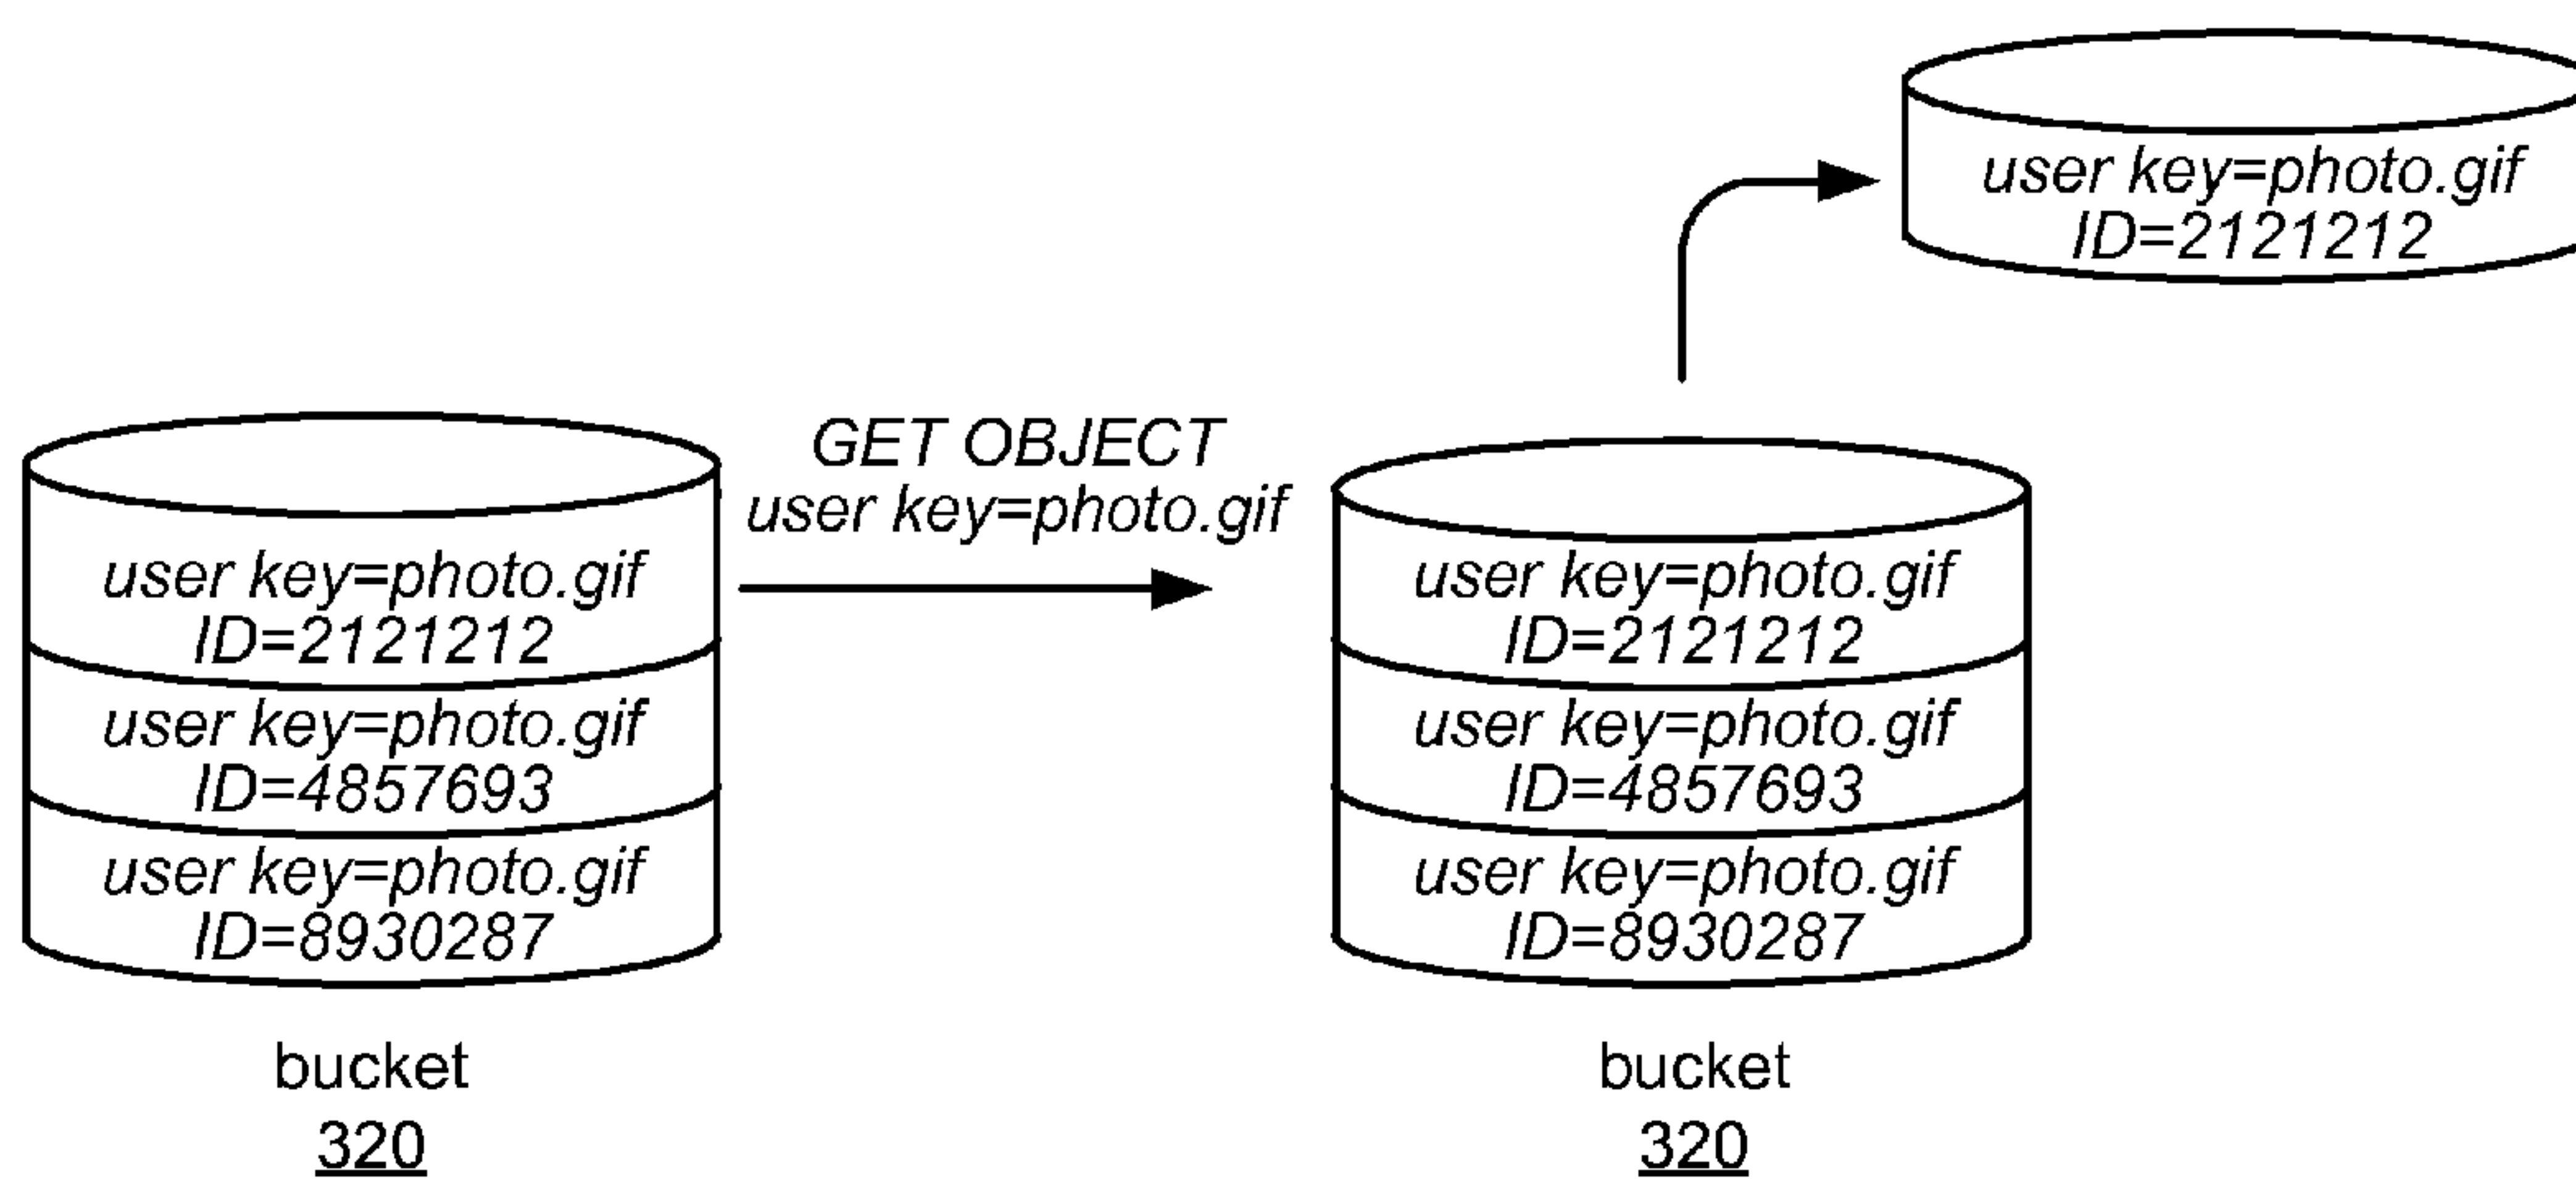 user key=photo.gif
ID=2121212
GET OBJECT
user key=photo.gif
user key=photo.gif
ID=2121212
user key=photo.gif
ID=4857693
user key=photo.gif
ID=8930287
bucket
320
user key=photo.gif
ID=2121212
user key=photo.gif
ID=4857693
user key=photo.gif
ID=8930287
bucket
320